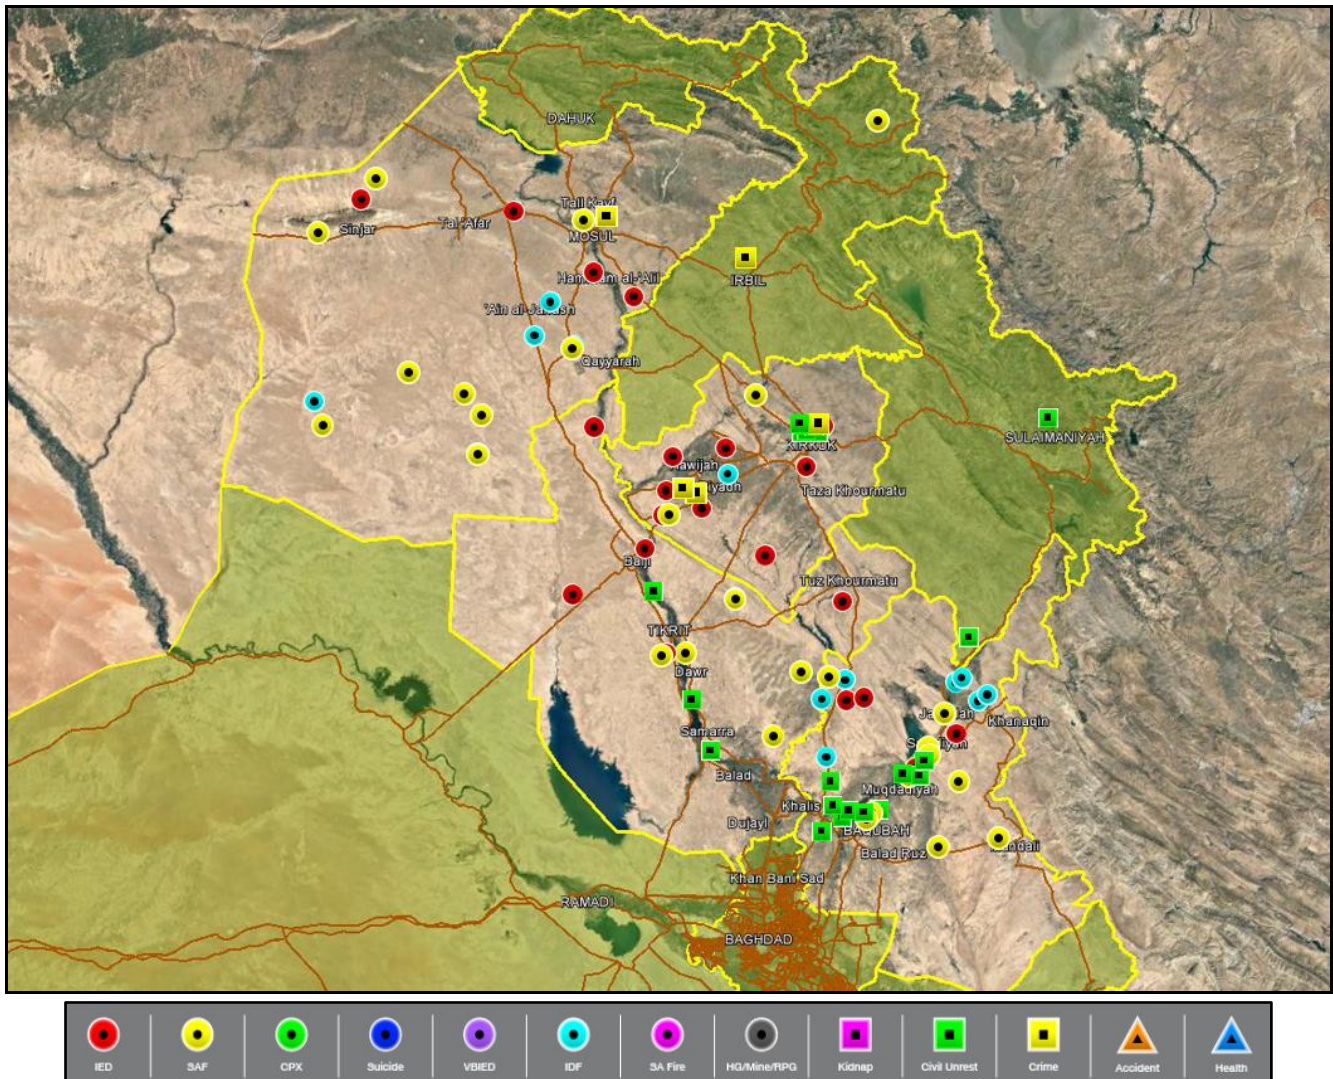 DAHUK
Tall Kayf
Sinjar
Tal 'Afar
MOSUL
Hammam al-'Alil
IRBIL
'Ain al-Jahash
Qayyarah
KIRKUK
SULAIMANIYAH
Hawijah
Taza Khourmatu
Baiji
Tuz Khourmatu
TIKRIT
Dawr
Khanaqin
Samarra
Balad
Muqdadiyah
Khalis
Dujayl
BAQUBAH
Balad Ruz
Mandali
Khan Bani Sad
RAMADI
BAGHDAD
IED
SAF
CPX
Suicide
VBIED
IDF
SA Fire
HG/Mine/RPG
Kidnap
Civil Unrest
Crime
Accident
Health